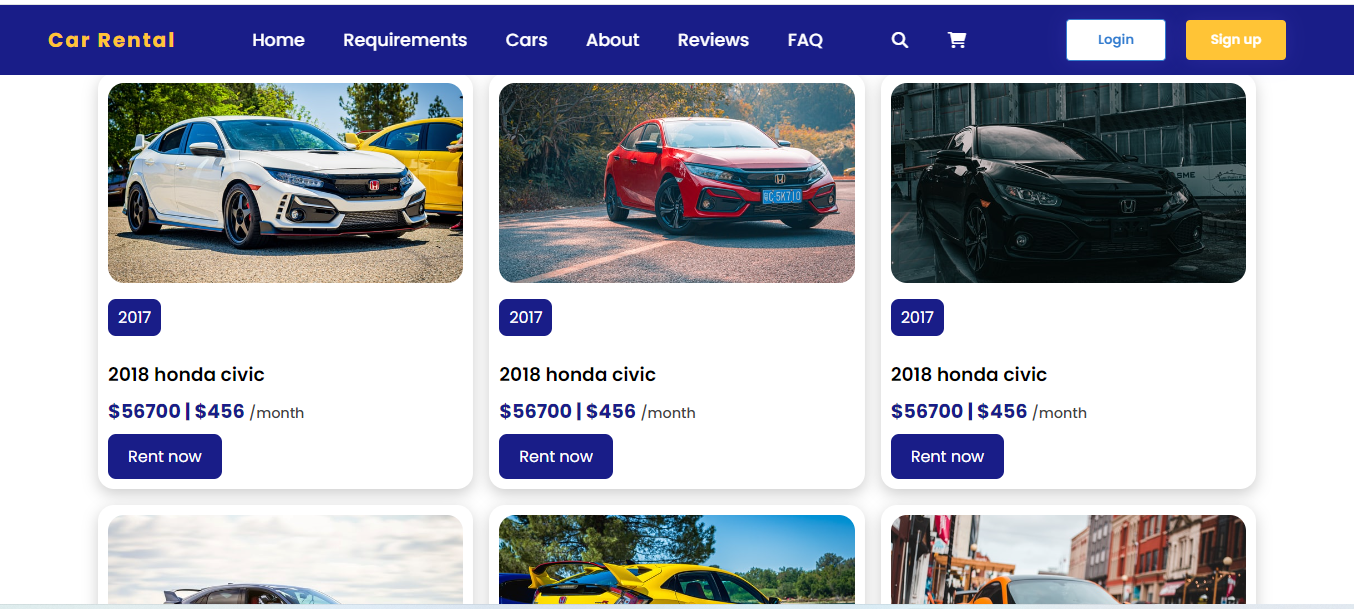 Car Rental Home Requirements Cars About Reviews FAQ Login Sign up
2017 2017 2017
2018 honda civic 2018 honda civic 2018 honda civic
$56700 | $456 /month $56700 | $456 /month $56700 | $456 /month
Rent now Rent now Rent now